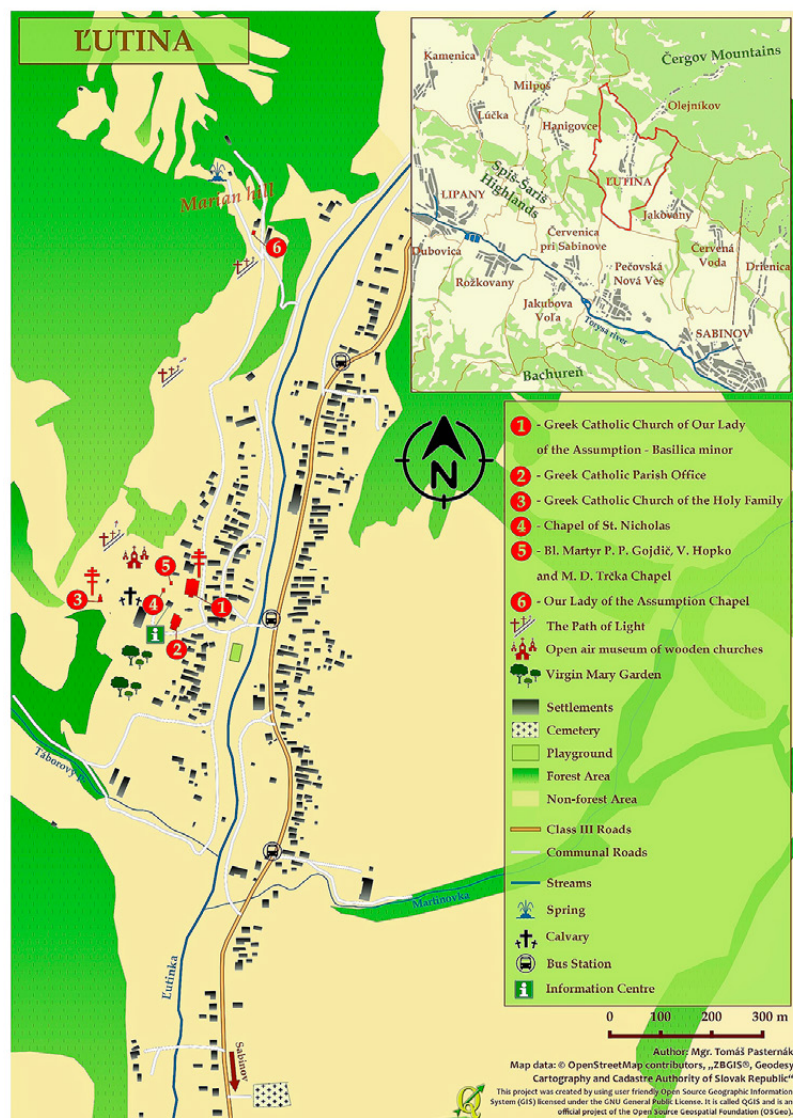 ĽUTINA
Marian hill
6
5
3
4
1
2
i
Táborový p.
Martinovka
Ľutinka
Sabinov
Kamenica
Milpoš
Čergov Mountains
Olejníkov
Lúčka
Hanigovce
Spiš-Šariš
Highlands
ĽUTINA
LIPANY
Jakovany
Červenica
pri Sabinove
Červená
Voda
Dubovica
Drienica
Rožkovany
Pečovská
Nová Ves
Jakubova
Voľa
Torysa river
SABINOV
Bachureň
N
1 - Greek Catholic Church of Our Lady
of the Assumption - Basilica minor
2 - Greek Catholic Parish Office
3 - Greek Catholic Church of the Holy Family
4 - Chapel of St. Nicholas
5 - Bl. Martyr P. P. Gojdič, V. Hopko
and M. D. Trčka Chapel
6 - Our Lady of the Assumption Chapel
The Path of Light
Open air museum of wooden churches
Virgin Mary Garden
Settlements
Cemetery
Playground
Forest Area
Non-forest Area
Class III Roads
Communal Roads
Streams
Spring
Calvary
Bus Station
i Information Centre
0 100 200 300 m
Author: Mgr. Tomáš Pasternák
Map data: © OpenStreetMap contributors, „ZBGIS®, Geodesy
Cartography and Cadastre Authority of Slovak Republic“
This project was created by using user friendly Open Source Geographic Information
System (GIS) licensed under the GNU General Public License. It is called QGIS and is an
official project of the Open Source Geospatial Foundation (OSGeo)